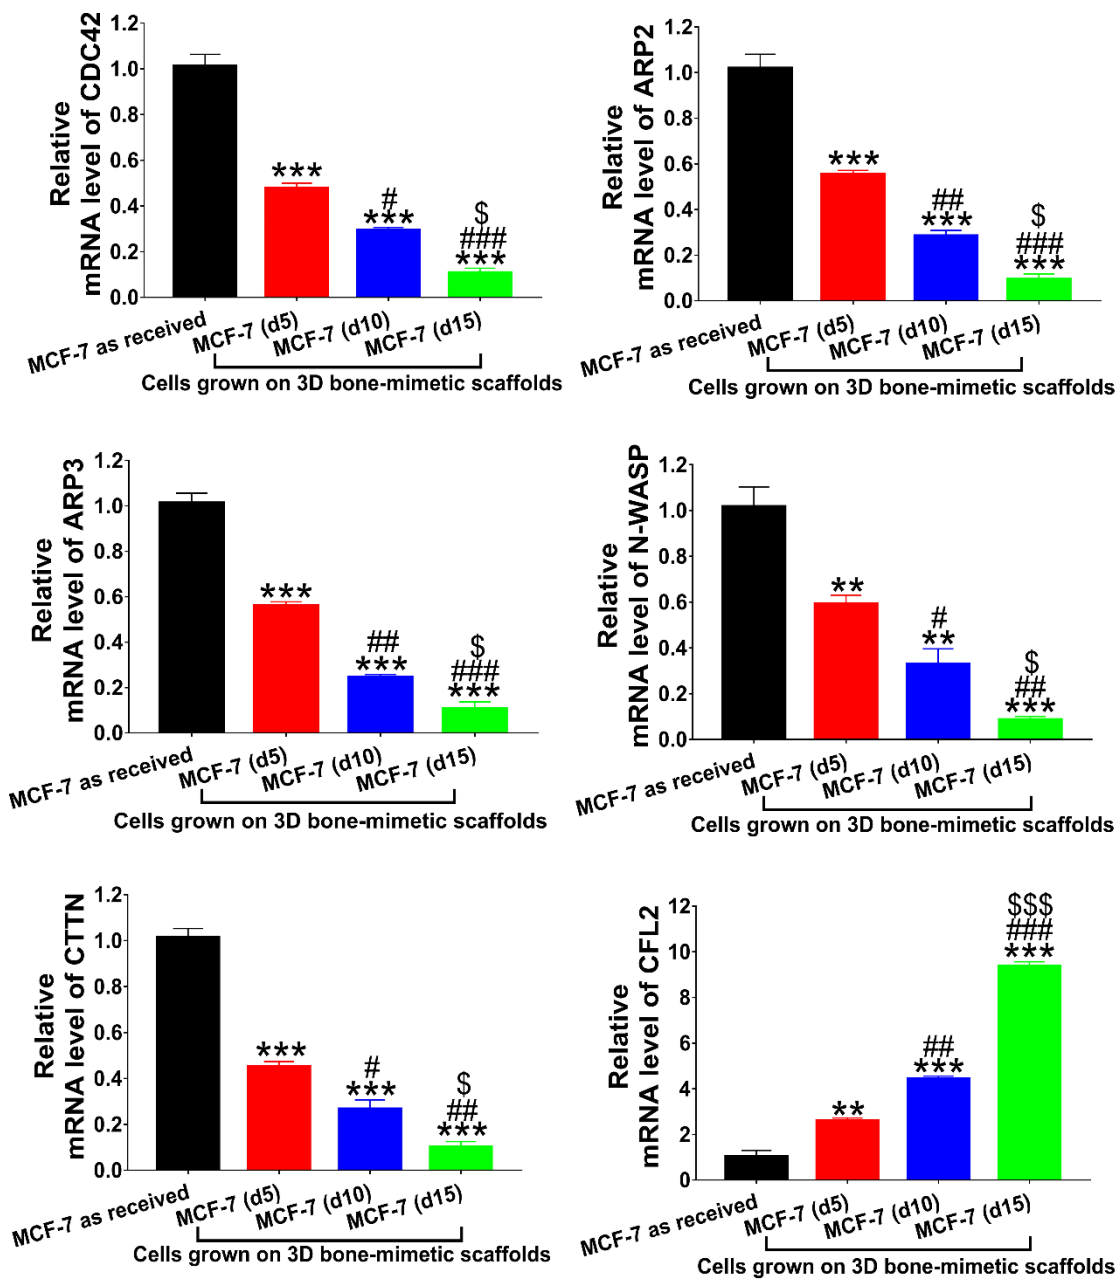 Relative
mRNA level of CDC42
1.2
1.0
0.8
0.6
0.4
0.2
0.0
***
#
***
$
###
***
MCF-7 as received
MCF-7 (d5)
MCF-7 (d10)
MCF-7 (d15)
Cells grown on 3D bone-mimetic scaffolds
Relative
mRNA level of ARP2
1.2
1.0
0.8
0.6
0.4
0.2
0.0
***
##
***
$
###
***
MCF-7 as received
MCF-7 (d5)
MCF-7 (d10)
MCF-7 (d15)
Cells grown on 3D bone-mimetic scaffolds
Relative
mRNA level of ARP3
1.2
1.0
0.8
0.6
0.4
0.2
0.0
***
##
***
$
###
***
MCF-7 as received
MCF-7 (d5)
MCF-7 (d10)
MCF-7 (d15)
Cells grown on 3D bone-mimetic scaffolds
Relative
mRNA level of N-WASP
1.2
1.0
0.8
0.6
0.4
0.2
0.0
**
#
**
$
##
***
MCF-7 as received
MCF-7 (d5)
MCF-7 (d10)
MCF-7 (d15)
Cells grown on 3D bone-mimetic scaffolds
Relative
mRNA level of CTTN
1.2
1.0
0.8
0.6
0.4
0.2
0.0
***
#
***
$
##
***
MCF-7 as received
MCF-7 (d5)
MCF-7 (d10)
MCF-7 (d15)
Cells grown on 3D bone-mimetic scaffolds
Relative
mRNA level of CFL2
12
10
8
6
4
2
0
**
##
***
$$$
###
***
MCF-7 as received
MCF-7 (d5)
MCF-7 (d10)
MCF-7 (d15)
Cells grown on 3D bone-mimetic scaffolds